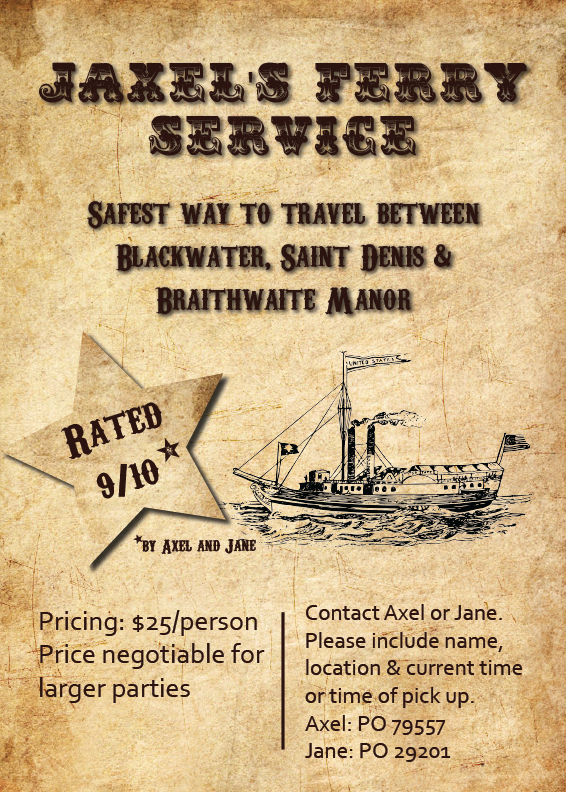 JAXEL'S FERRY
SERVICE
SAFEST WAY TO TRAVEL BETWEEN
BLACKWATER, SAINT DENIS &
BRAITHWAITE MANOR
UNITED STATES
RATED
9/10*
*BY AXEL AND JANE
Pricing: $25/person
Price negotiable for
larger parties
Contact Axel or Jane.
Please include name,
location & current time
or time of pick up.
Axel: PO 79557
Jane: PO 29201